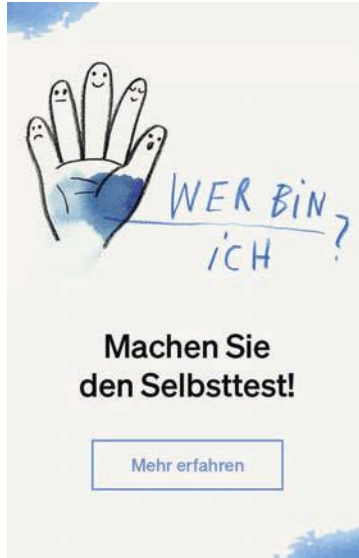 WER BIN
ICH ?
Machen Sie
den Selbsttest!
Mehr erfahren